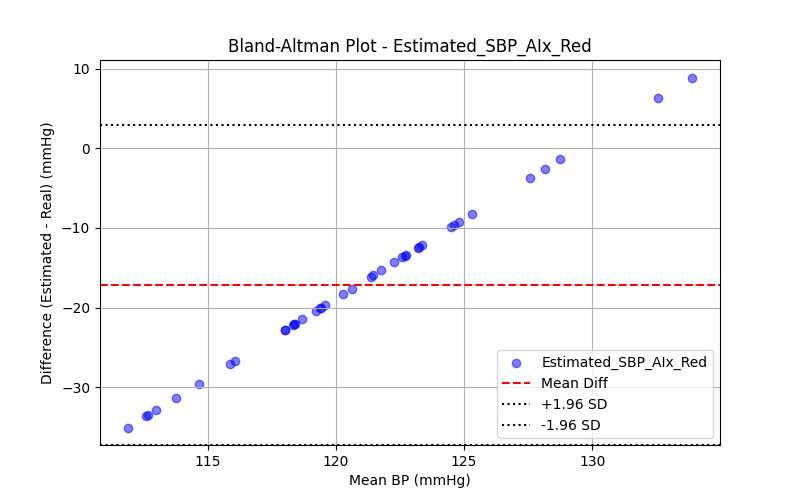 Bland-Altman Plot - Estimated_SBP_AIx_Red
Difference (Estimated - Real) (mmHg)
10
0
−10
−20
−30
Estimated_SBP_AIx_Red
Mean Diff
+1.96 SD
-1.96 SD
115
120
125
130
Mean BP (mmHg)